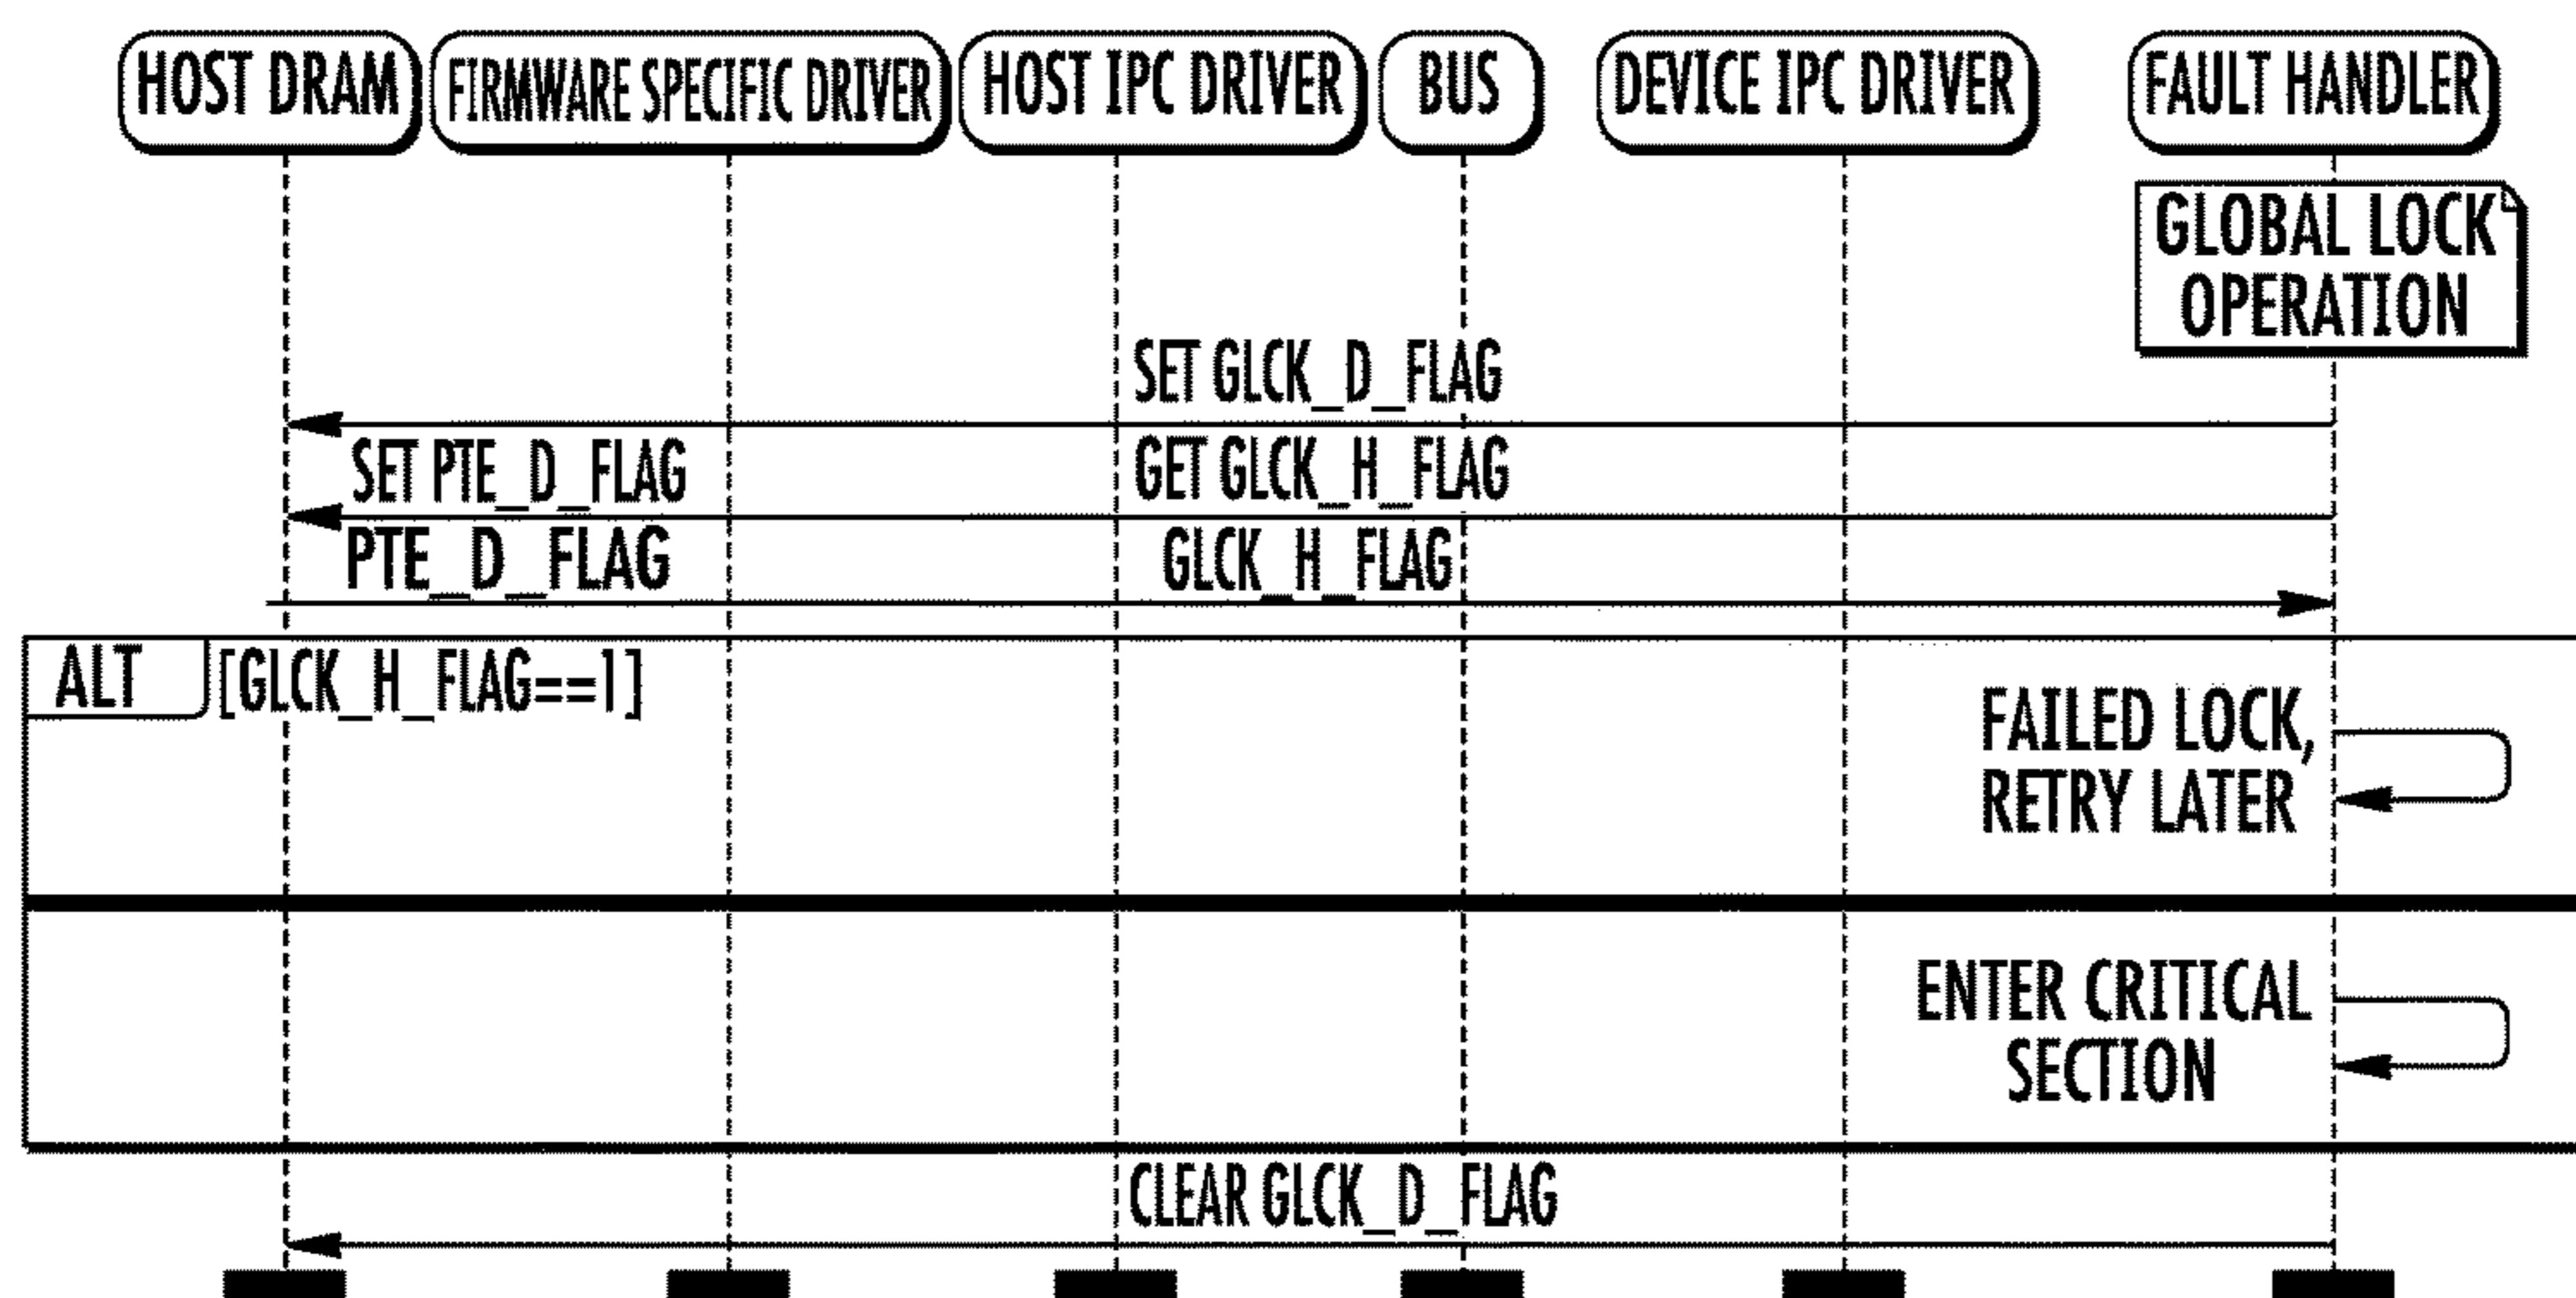 HOST DRAM
FIRMWARE SPECIFIC DRIVER
HOST IPC DRIVER
BUS
DEVICE IPC DRIVER
FAULT HANDLER
GLOBAL LOCK
OPERATION
SET GLCK_D_FLAG
SET PTE_D_FLAG
GET GLCK_H_FLAG
PTE_D_FLAG
GLCK_H_FLAG
ALT
[GLCK_H_FLAG==1]
FAILED LOCK,
RETRY LATER
ENTER CRITICAL
SECTION
CLEAR GLCK_D_FLAG